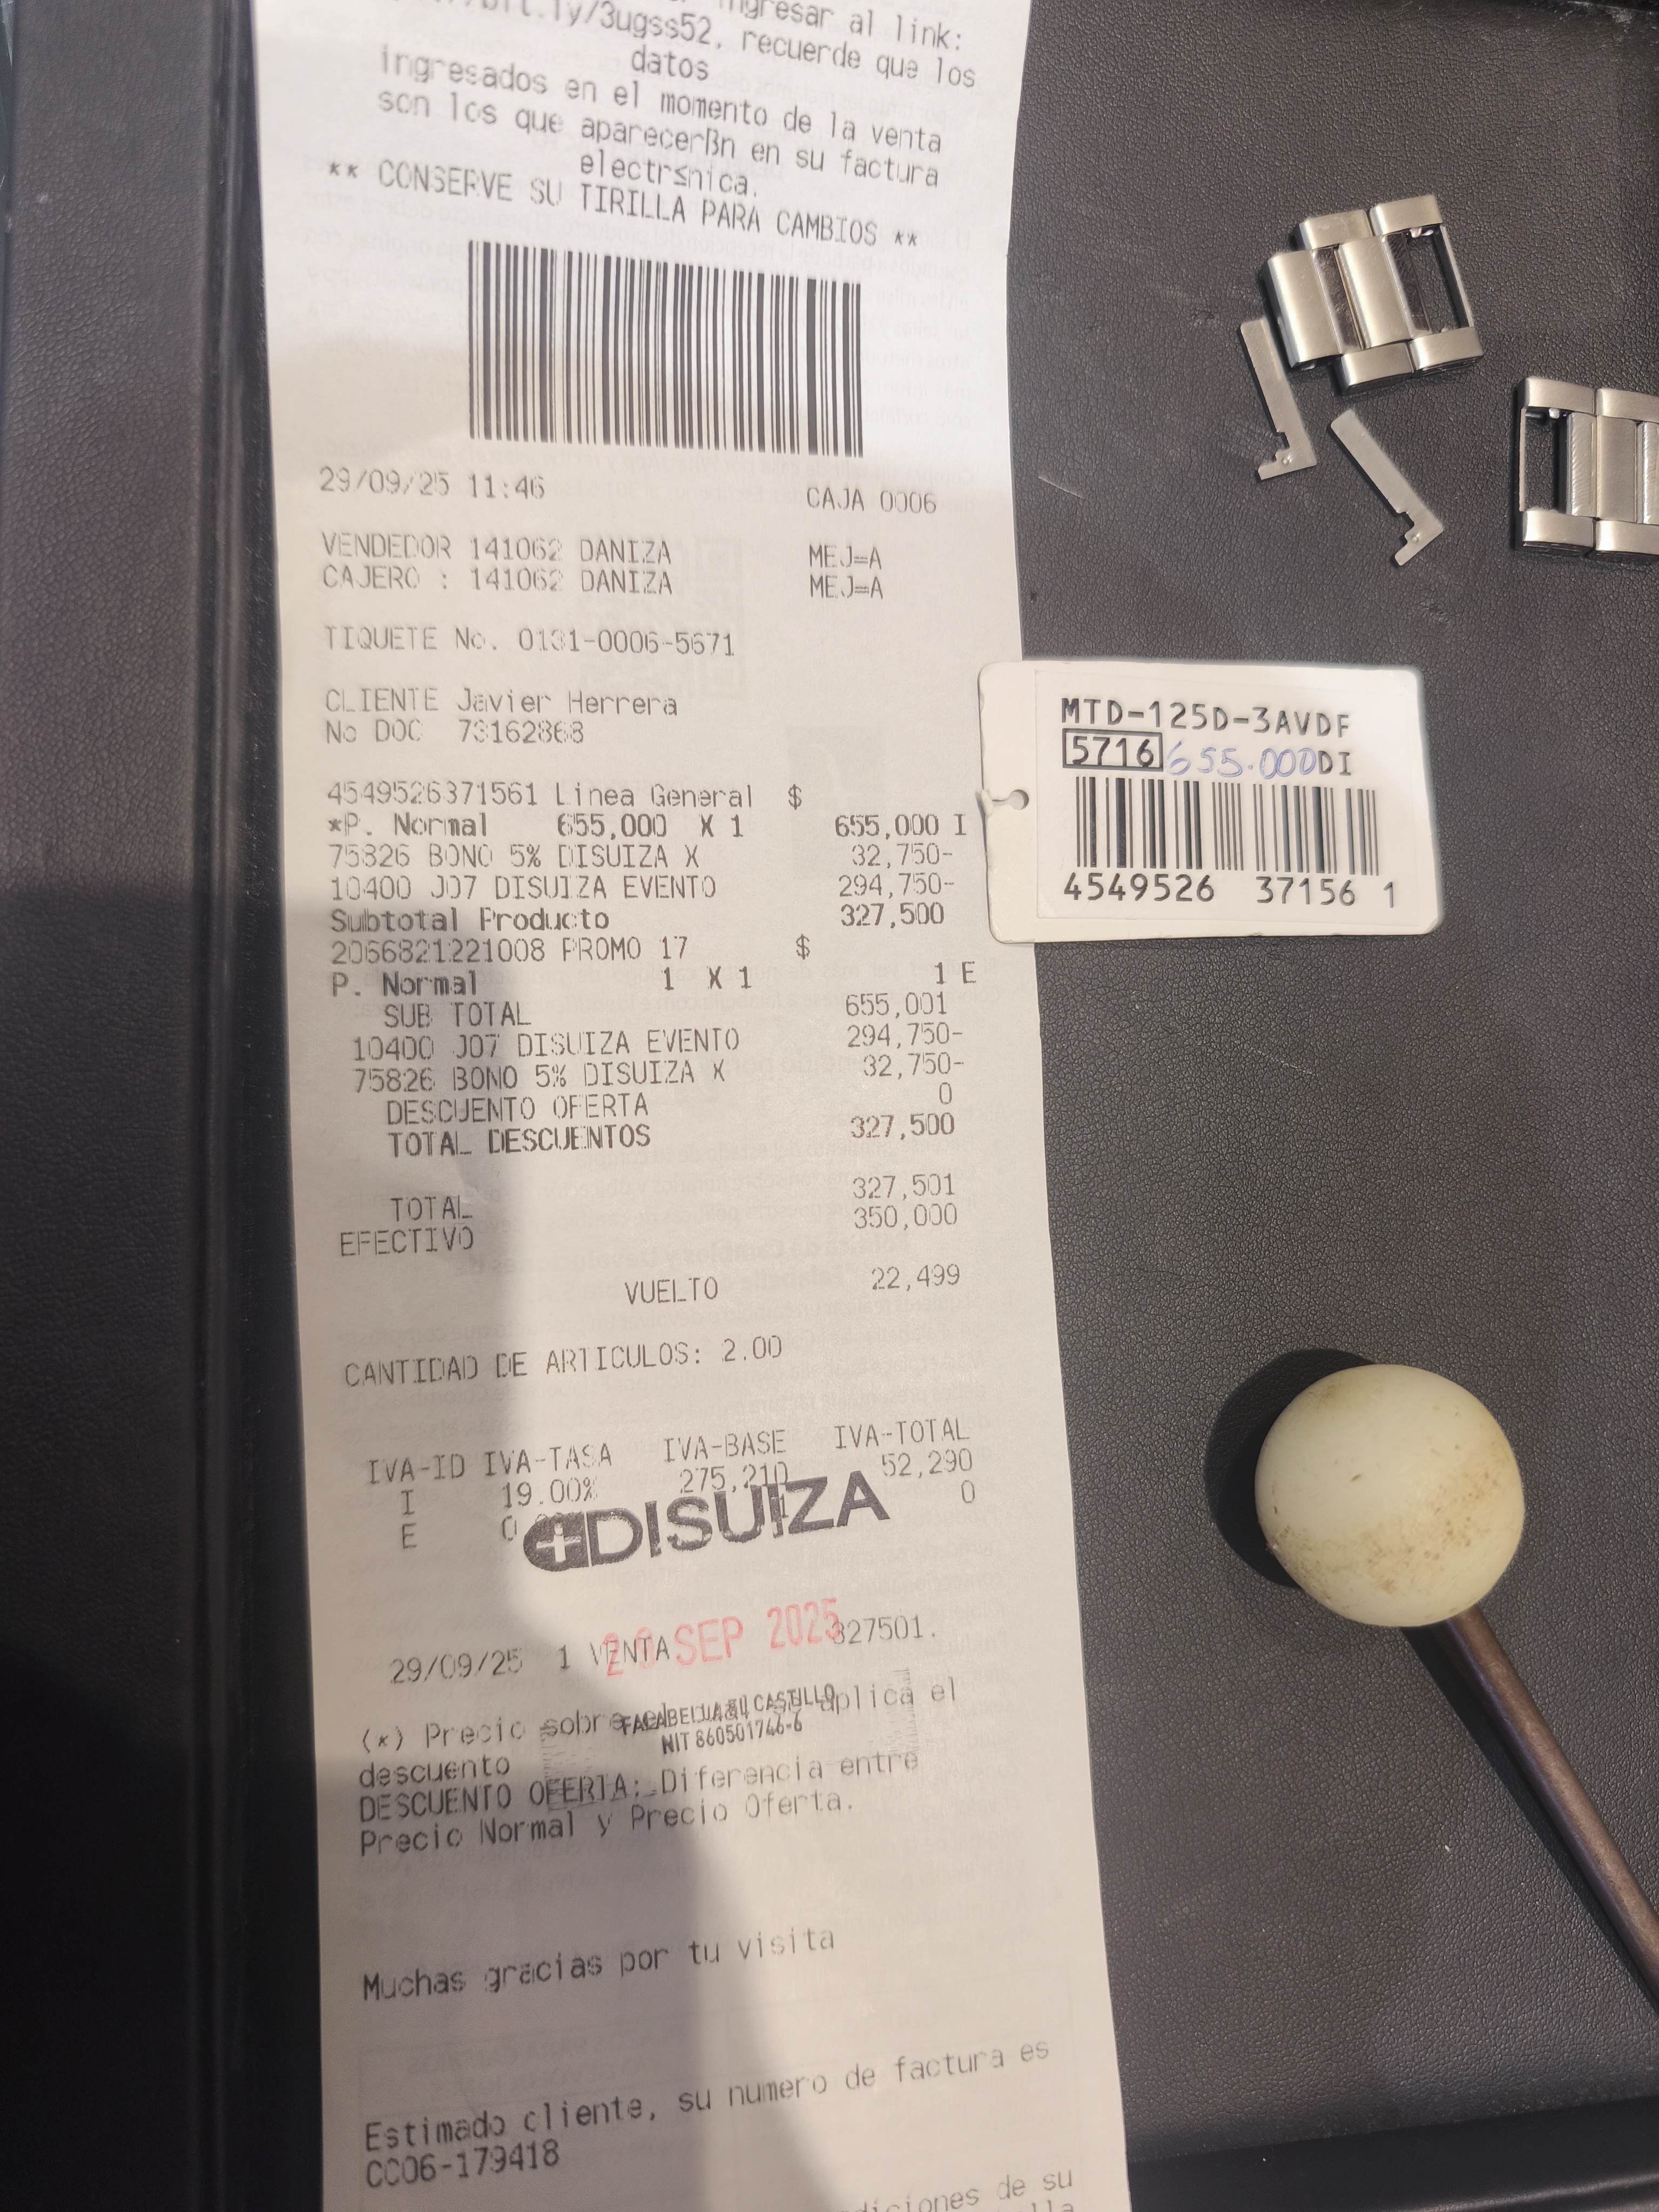 ingresar al link:
bit.ly/3ugss52, recuerde que los
datos
ingresados en el momento de la venta
son los que aparecerßn en su factura
electr≤nica.
** CONSERVE SU TIRILLA PARA CAMBIOS **
29/09/25 11:46 CAJA 0006
VENDEDOR 141062 DANIZA MEJ=A
CAJERO : 141062 DANIZA MEJ=A
TIQUETE No. 0131-0006-5671
CLIENTE Javier Herrera
No DOC 73162868
4549526371561 Linea General $
*P. Normal 655,000 X 1 655,000 I
75826 BONO 5% DISUIZA X 32,750-
10400 J07 DISUIZA EVENTO 294,750-
Subtotal Producto 327,500
2066821221008 PROMO 17 $
P. Normal 1 X 1 1 E
SUB TOTAL 655,001
10400 J07 DISUIZA EVENTO 294,750-
75826 BONO 5% DISUIZA X 32,750-
DESCUENTO OFERTA 0
TOTAL DESCUENTOS 327,500
TOTAL 327,501
EFECTIVO 350,000
VUELTO 22,499
CANTIDAD DE ARTICULOS: 2.00
IVA-ID IVA-TASA IVA-BASE IVA-TOTAL
I 19.00% 275,210 52,290
E 0
DISUIZA
29/09/25 1 VENTA 327501.
SEP 2025
(*) Precio sobre aplica el
FALABELLA EL CASTILLO
NIT 860501746-6
descuento
DESCUENTO OFERTA: Diferencia entre
Precio Normal y Precio Oferta.
Muchas gracias por tu visita
Estimado cliente, su numero de factura es
CC06-179418
de su
MTD-125D-3AVDF
5716 655.000 DI
4549526 37156 1